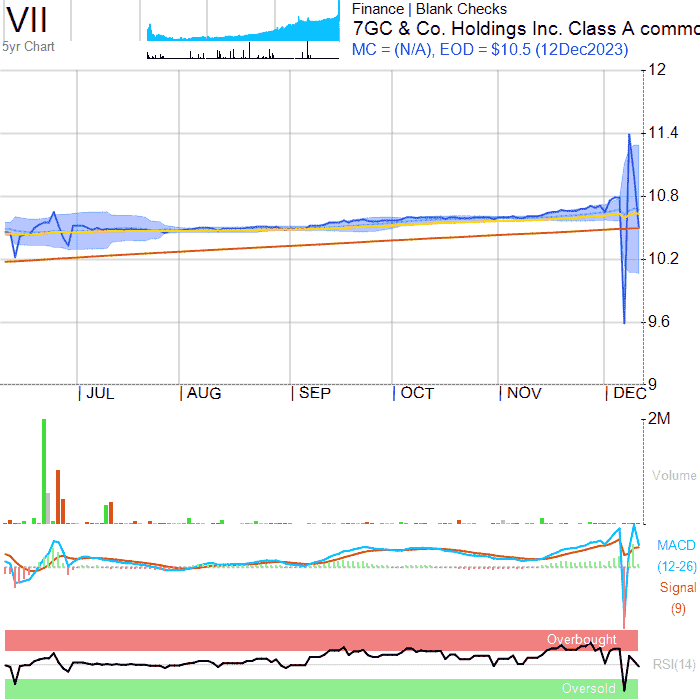 VII
5yr Chart
Finance | Blank Checks
7GC & Co. Holdings Inc. Class A commo
MC = (N/A), EOD = $10.5 (12Dec2023)
12
11.4
10.8
10.2
9.6
9
| JUL | AUG | SEP | OCT | NOV | DEC
2M
Volume
MACD
(12-26)
Signal
(9)
Overbought
RSI(14)
Oversold